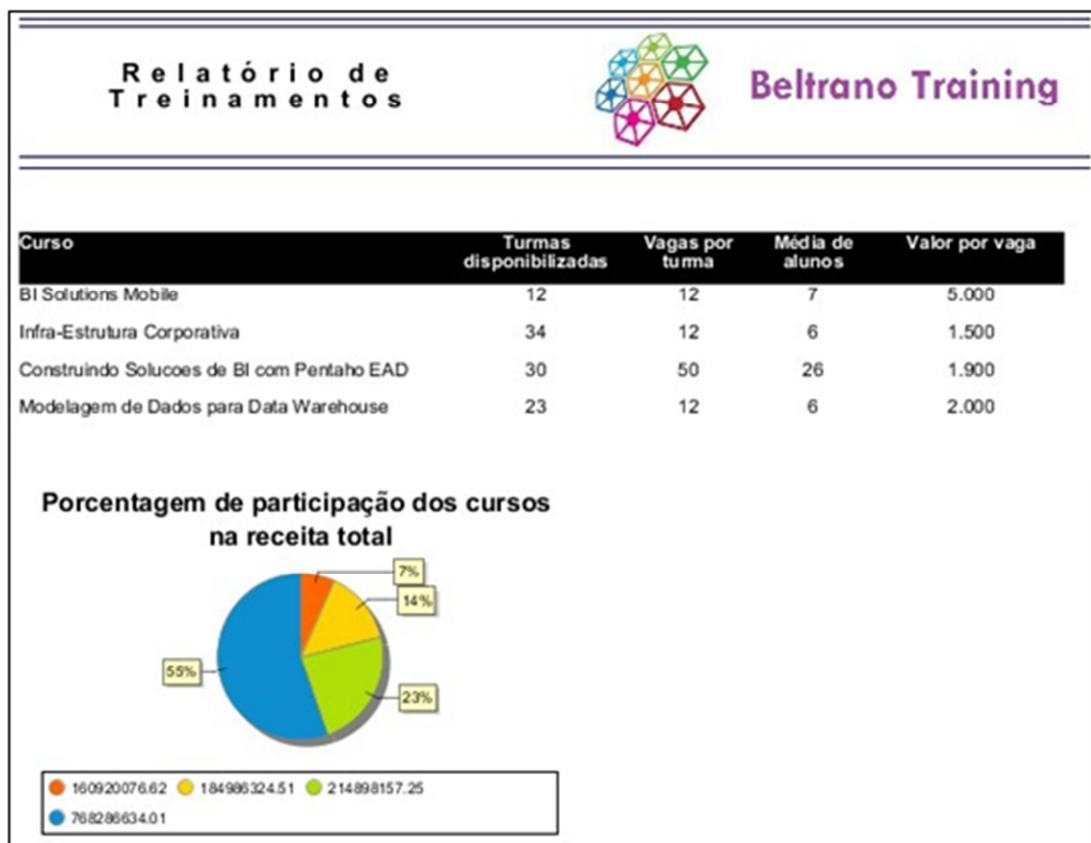 Relatório de
Treinamentos
Beltrano Training
Curso Turmas disponibilizadas Vagas por turma Média de alunos Valor por vaga
BI Solutions Mobile 12 12 7 5.000
Infra-Estrutura Corporativa 34 12 6 1.500
Construindo Solucoes de BI com Pentaho EAD 30 50 26 1.900
Modelagem de Dados para Data Warehouse 23 12 6 2.000
Porcentagem de participação dos cursos
na receita total
7%
14%
55%
23%
160920076.62 184986324.51 214898157.25
768286634.01